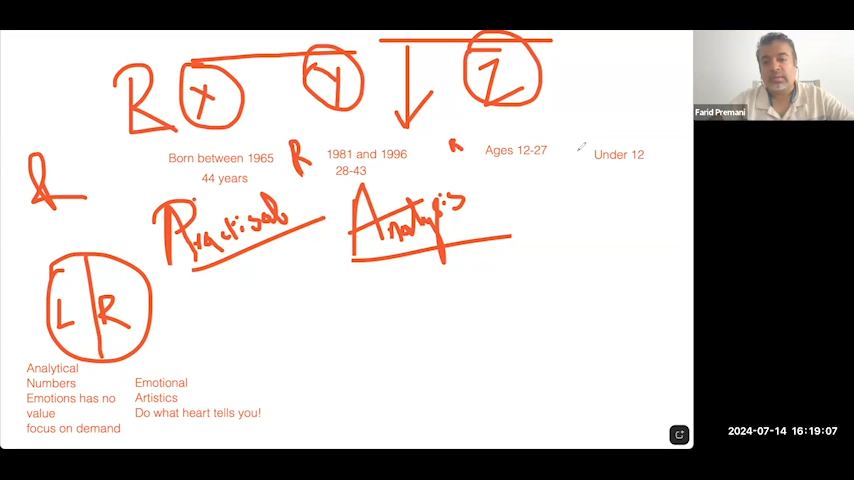 R X Y Z
Farid Premani
Born between 1965
44 years
R
1981 and 1996
28-43
R
Ages 12-27
Under 12
Practisal
Analysis
L R
Analytical
Numbers
Emotions has no
value
focus on demand
Emotional
Artistics
Do what heart tells you!
2024-07-14 16:19:07